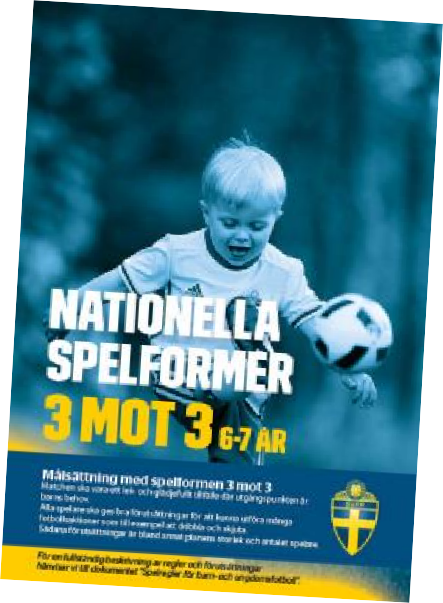 NATIONELLA
SPELFORMER
3 MOT 3 6-7 ÅR
Målsättning med spelformen 3 mot 3
Matchen ska vara ett lek- och glädjefullt tillfälle där utgångspunkten är
barns behov.
Alla spelare ska ges bra förutsättningar för att kunna utföra många
fotbollsaktioner som till exempel att dribbla och skjuta.
Sådana förutsättningar är bland annat planens storlek och antalet spelare.
För en fullständig beskrivning av regler och förutsättningar
hänvisar vi till dokumentet "Spelregler för barn- och ungdomsfotboll".